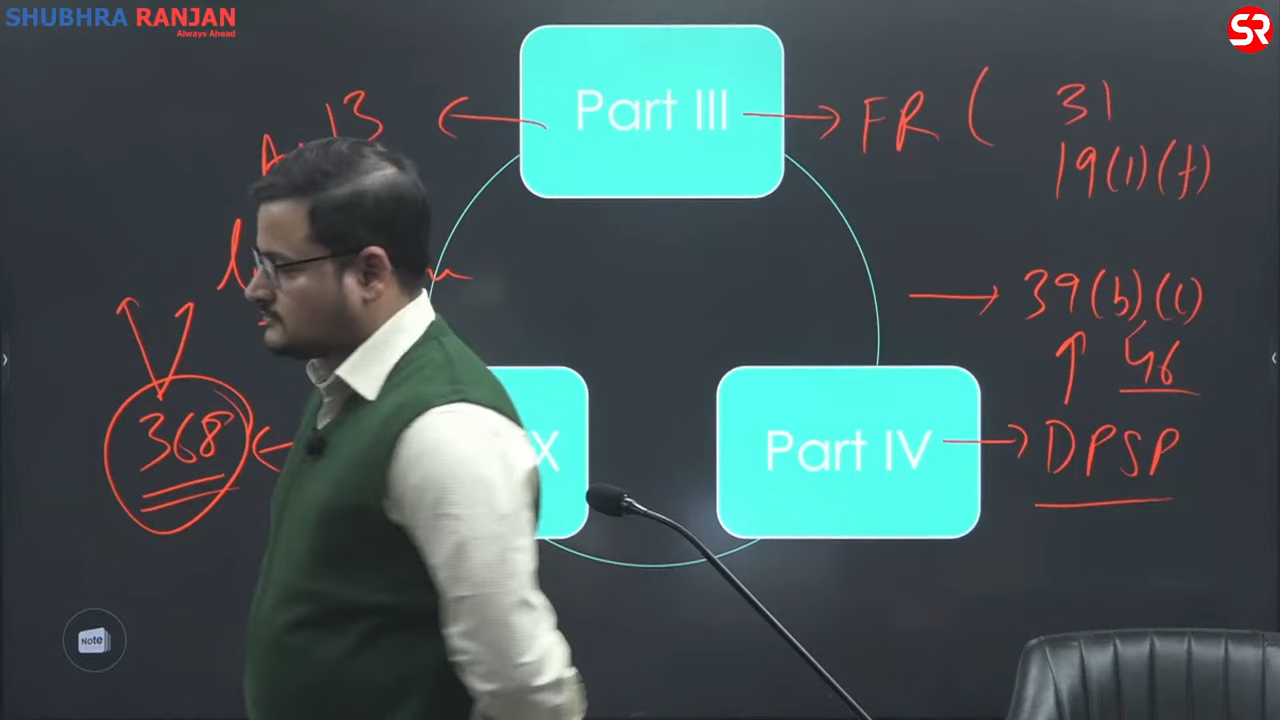 SHUBHRA RANJAN
Always Ahead
SR
Part III
13
FR ( 31
19(1)(f)
39(b)(c)
46
368
X
Part IV
DPSP
Note